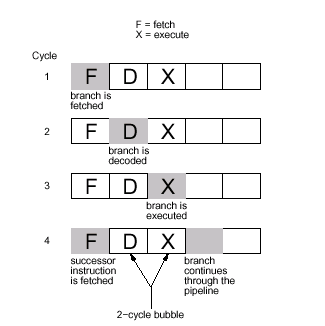 F = fetch
X = execute
Cycle
1
F D X
branch is
fetched
2
F D X
branch is
decoded
3
F D X
branch is
executed
4
F D X
successor
instruction
is fetched
branch
continues
through the
pipeline
2-cycle bubble